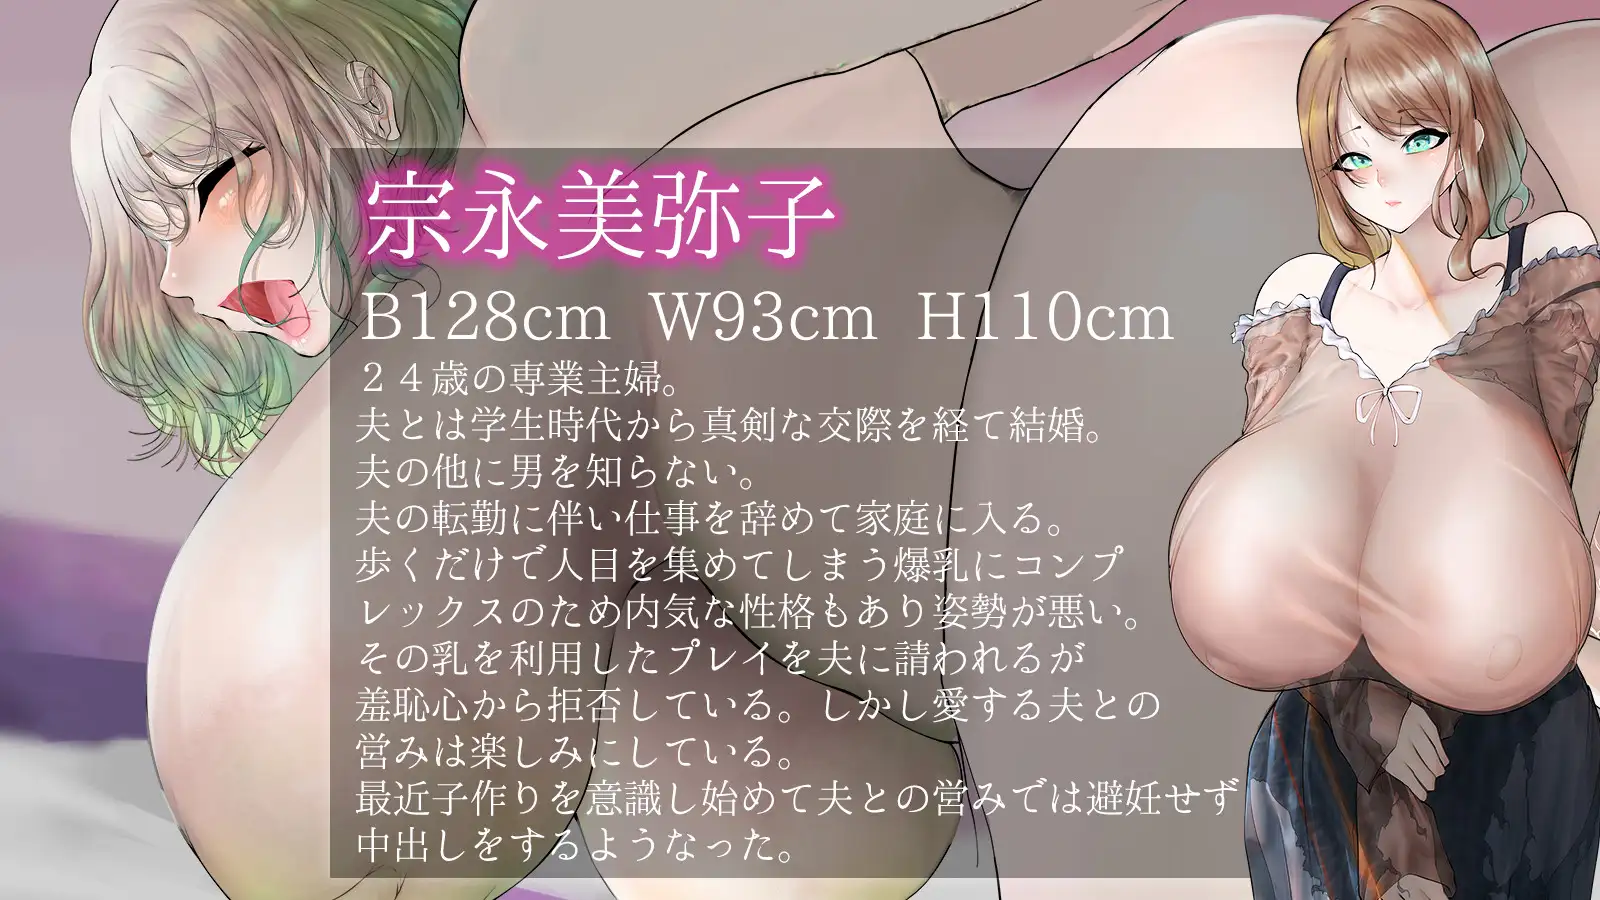 宗永美弥子
B128cm W93cm H110cm
２４歳の専業主婦。
夫とは学生時代から真剣な交際を経て結婚。
夫の他に男を知らない。
夫の転勤に伴い仕事を辞めて家庭に入る。
歩くだけで人目を集めてしまう爆乳にコンプ
レックスのため内気な性格もあり姿勢が悪い。
その乳を利用したプレイを夫に請われるが
羞恥心から拒否している。しかし愛する夫との
営みは楽しみにしている。
最近子作りを意識し始めて夫との営みでは避妊せず
中出しをするようなった。